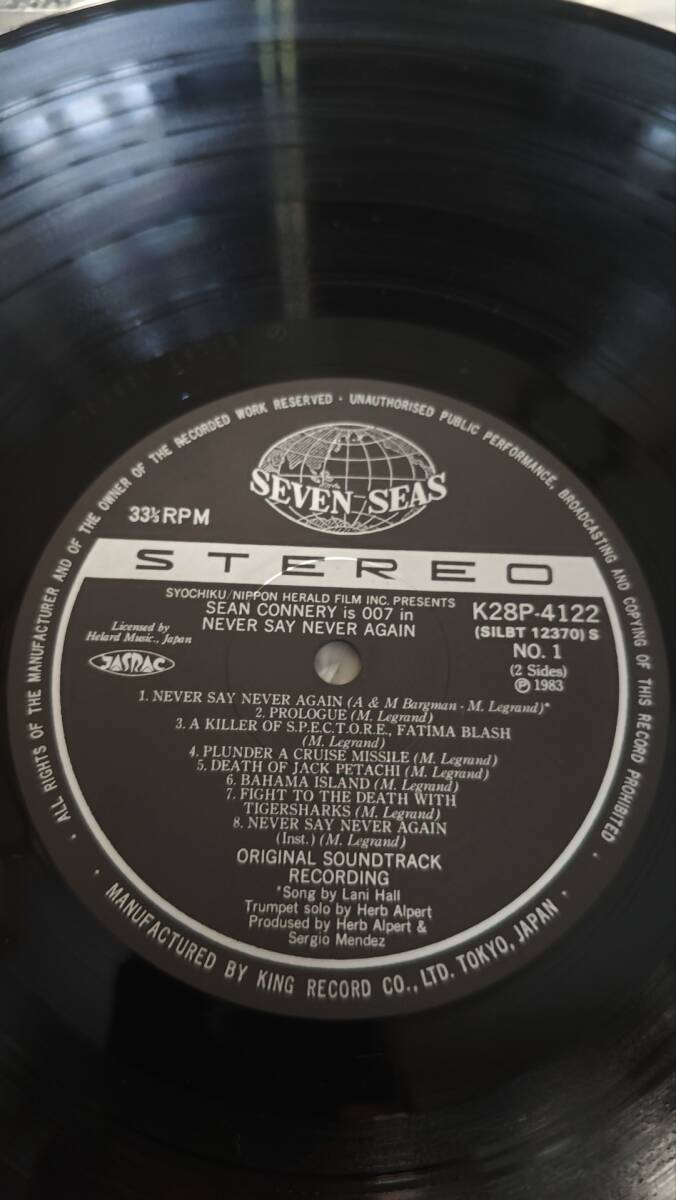 ALL RIGHTS OF THE MANUFACTURER AND OF THE OWNER OF THE RECORDED WORK RESERVED · UNAUTHORISED PUBLIC PERFORMANCE, BROADCASTING AND COPYING OF THIS RECORD PROHIBITED ·
SEVEN SEAS
33⅓RPM
STEREO
SYOCHIKU/NIPPON HERALD FILM INC. PRESENTS
SEAN CONNERY is 007 in
NEVER SAY NEVER AGAIN
Licensed by
Helard Music., Japan
JASRAC
K28P-4122
(SILBT 12370) S
NO. 1
(2 Sides)
Ⓟ 1983
1. NEVER SAY NEVER AGAIN (A & M Bargman - M. Legrand)*
2. PROLOGUE (M. Legrand)
3. A KILLER OF S.P.E.C.T.O.R.E., FATIMA BLASH
(M. Legrand)
4. PLUNDER A CRUISE MISSILE (M. Legrand)
5. DEATH OF JACK PETACHI (M. Legrand)
6. BAHAMA ISLAND (M. Legrand)
7. FIGHT TO THE DEATH WITH
TIGERSHARKS (M. Legrand)
8. NEVER SAY NEVER AGAIN
(Inst.) (M. Legrand)
ORIGINAL SOUNDTRACK
RECORDING
*Song by Lani Hall
Trumpet solo by Herb Alpert
Prodused by Herb Alpert &
Sergio Mendez
· MANUFACTURED BY KING RECORD CO., LTD. TOKYO, JAPAN ·